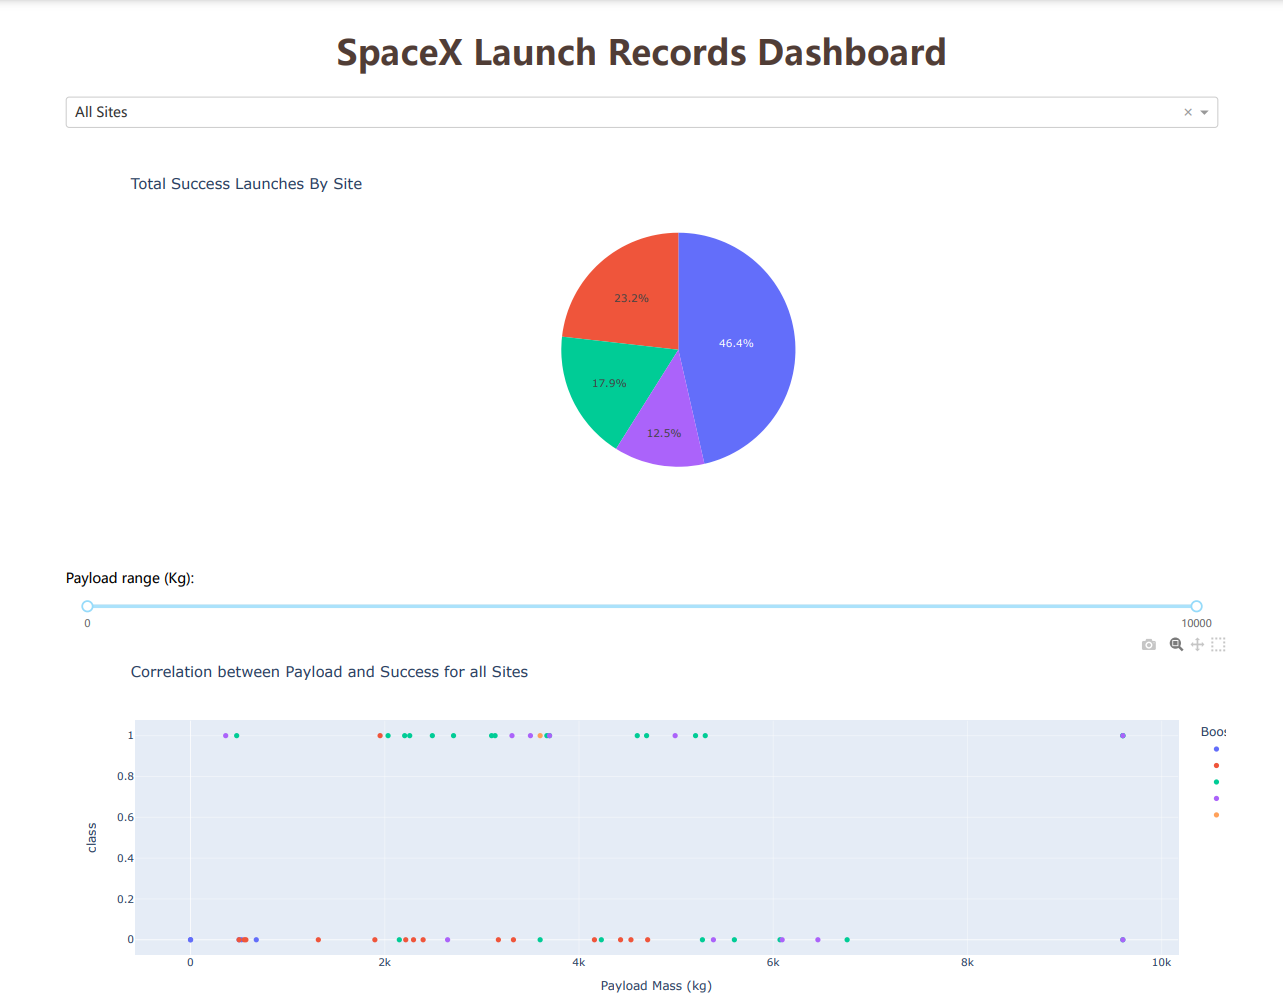 SpaceX Launch Records Dashboard
All Sites
Total Success Launches By Site
23.2%
46.4%
17.9%
12.5%
Payload range (Kg):
0 10000
Correlation between Payload and Success for all Sites
Boos
1
0.8
0.6
class
0.4
0.2
0
0 2k 4k 6k 8k 10k
Payload Mass (kg)